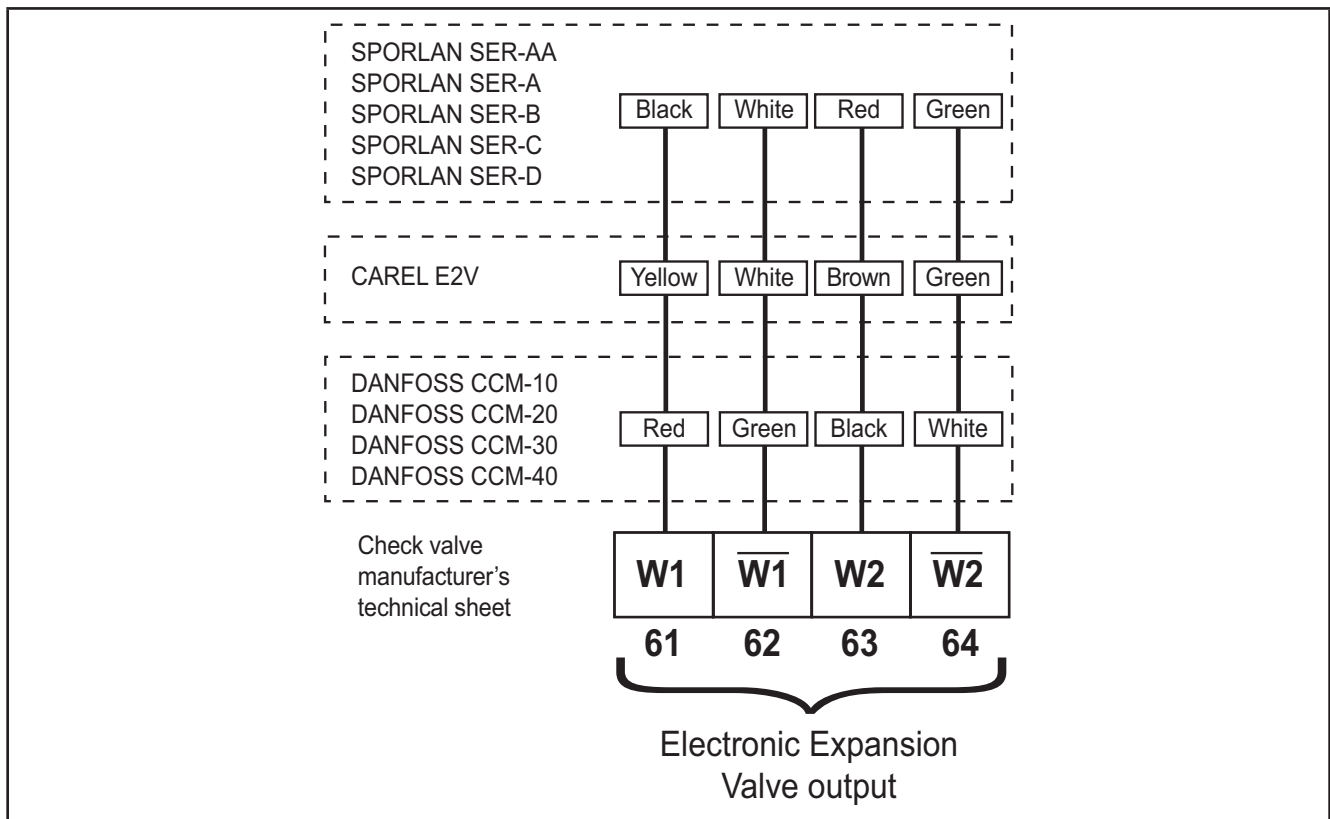 SPORLAN SER-AA
SPORLAN SER-A
SPORLAN SER-B
SPORLAN SER-C
SPORLAN SER-D
Black White Red Green
CAREL E2V
Yellow White Brown Green
DANFOSS CCM-10
DANFOSS CCM-20
DANFOSS CCM-30
DANFOSS CCM-40
Red Green Black White
Check valve
manufacturer’s
technical sheet
W1 W̅1̅ W2 W̅2̅
61 62 63 64
Electronic Expansion
Valve output